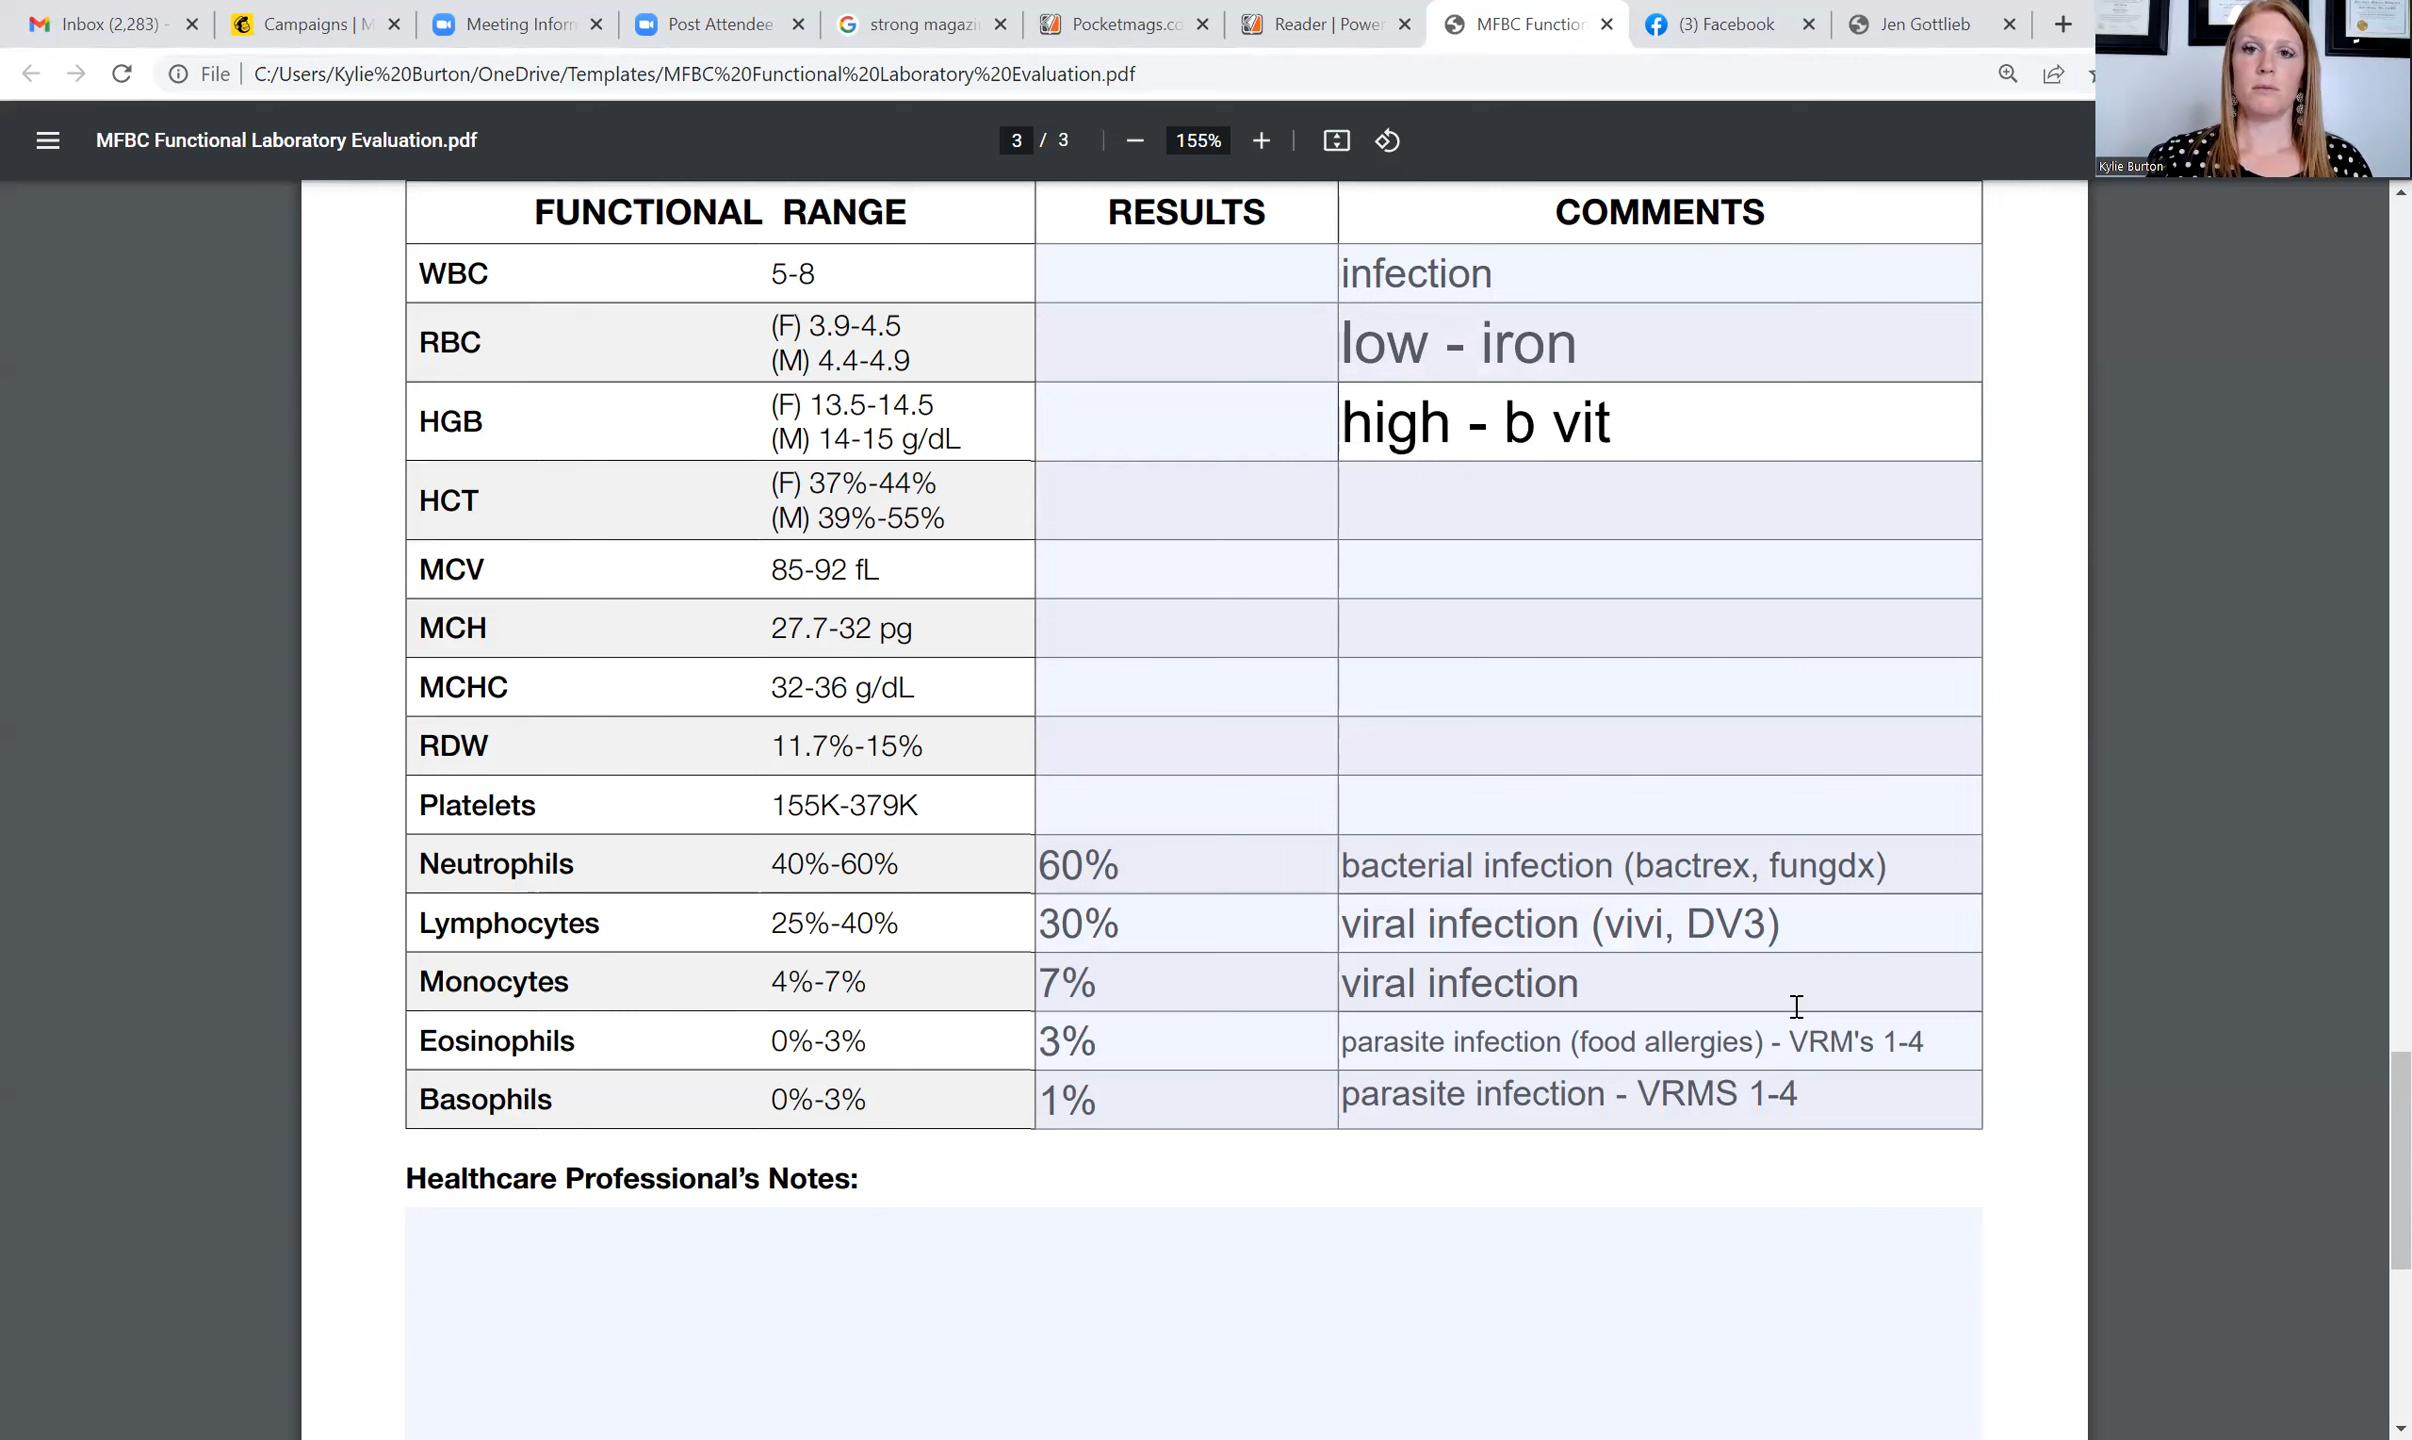 Inbox (2,283) -
Campaigns | M
Meeting Inform
Post Attendee
strong magazi
Pocketmags.co
Reader | Power
MFBC Function
(3) Facebook
Jen Gottlieb
File
C:/Users/Kylie%20Burton/OneDrive/Templates/MFBC%20Functional%20Laboratory%20Evaluation.pdf
Kylie Burton
MFBC Functional Laboratory Evaluation.pdf
3 / 3
155%
FUNCTIONAL RANGE RESULTS COMMENTS
WBC 5-8 infection
RBC (F) 3.9-4.5
(M) 4.4-4.9
low - iron
HGB (F) 13.5-14.5
(M) 14-15 g/dL
high - b vit
HCT (F) 37%-44%
(M) 39%-55%
MCV 85-92 fL
MCH 27.7-32 pg
MCHC 32-36 g/dL
RDW 11.7%-15%
Platelets 155K-379K
Neutrophils 40%-60% 60% bacterial infection (bactrex, fungdx)
Lymphocytes 25%-40% 30% viral infection (vivi, DV3)
Monocytes 4%-7% 7% viral infection
Eosinophils 0%-3% 3% parasite infection (food allergies) - VRM's 1-4
Basophils 0%-3% 1% parasite infection - VRMS 1-4
Healthcare Professional's Notes: